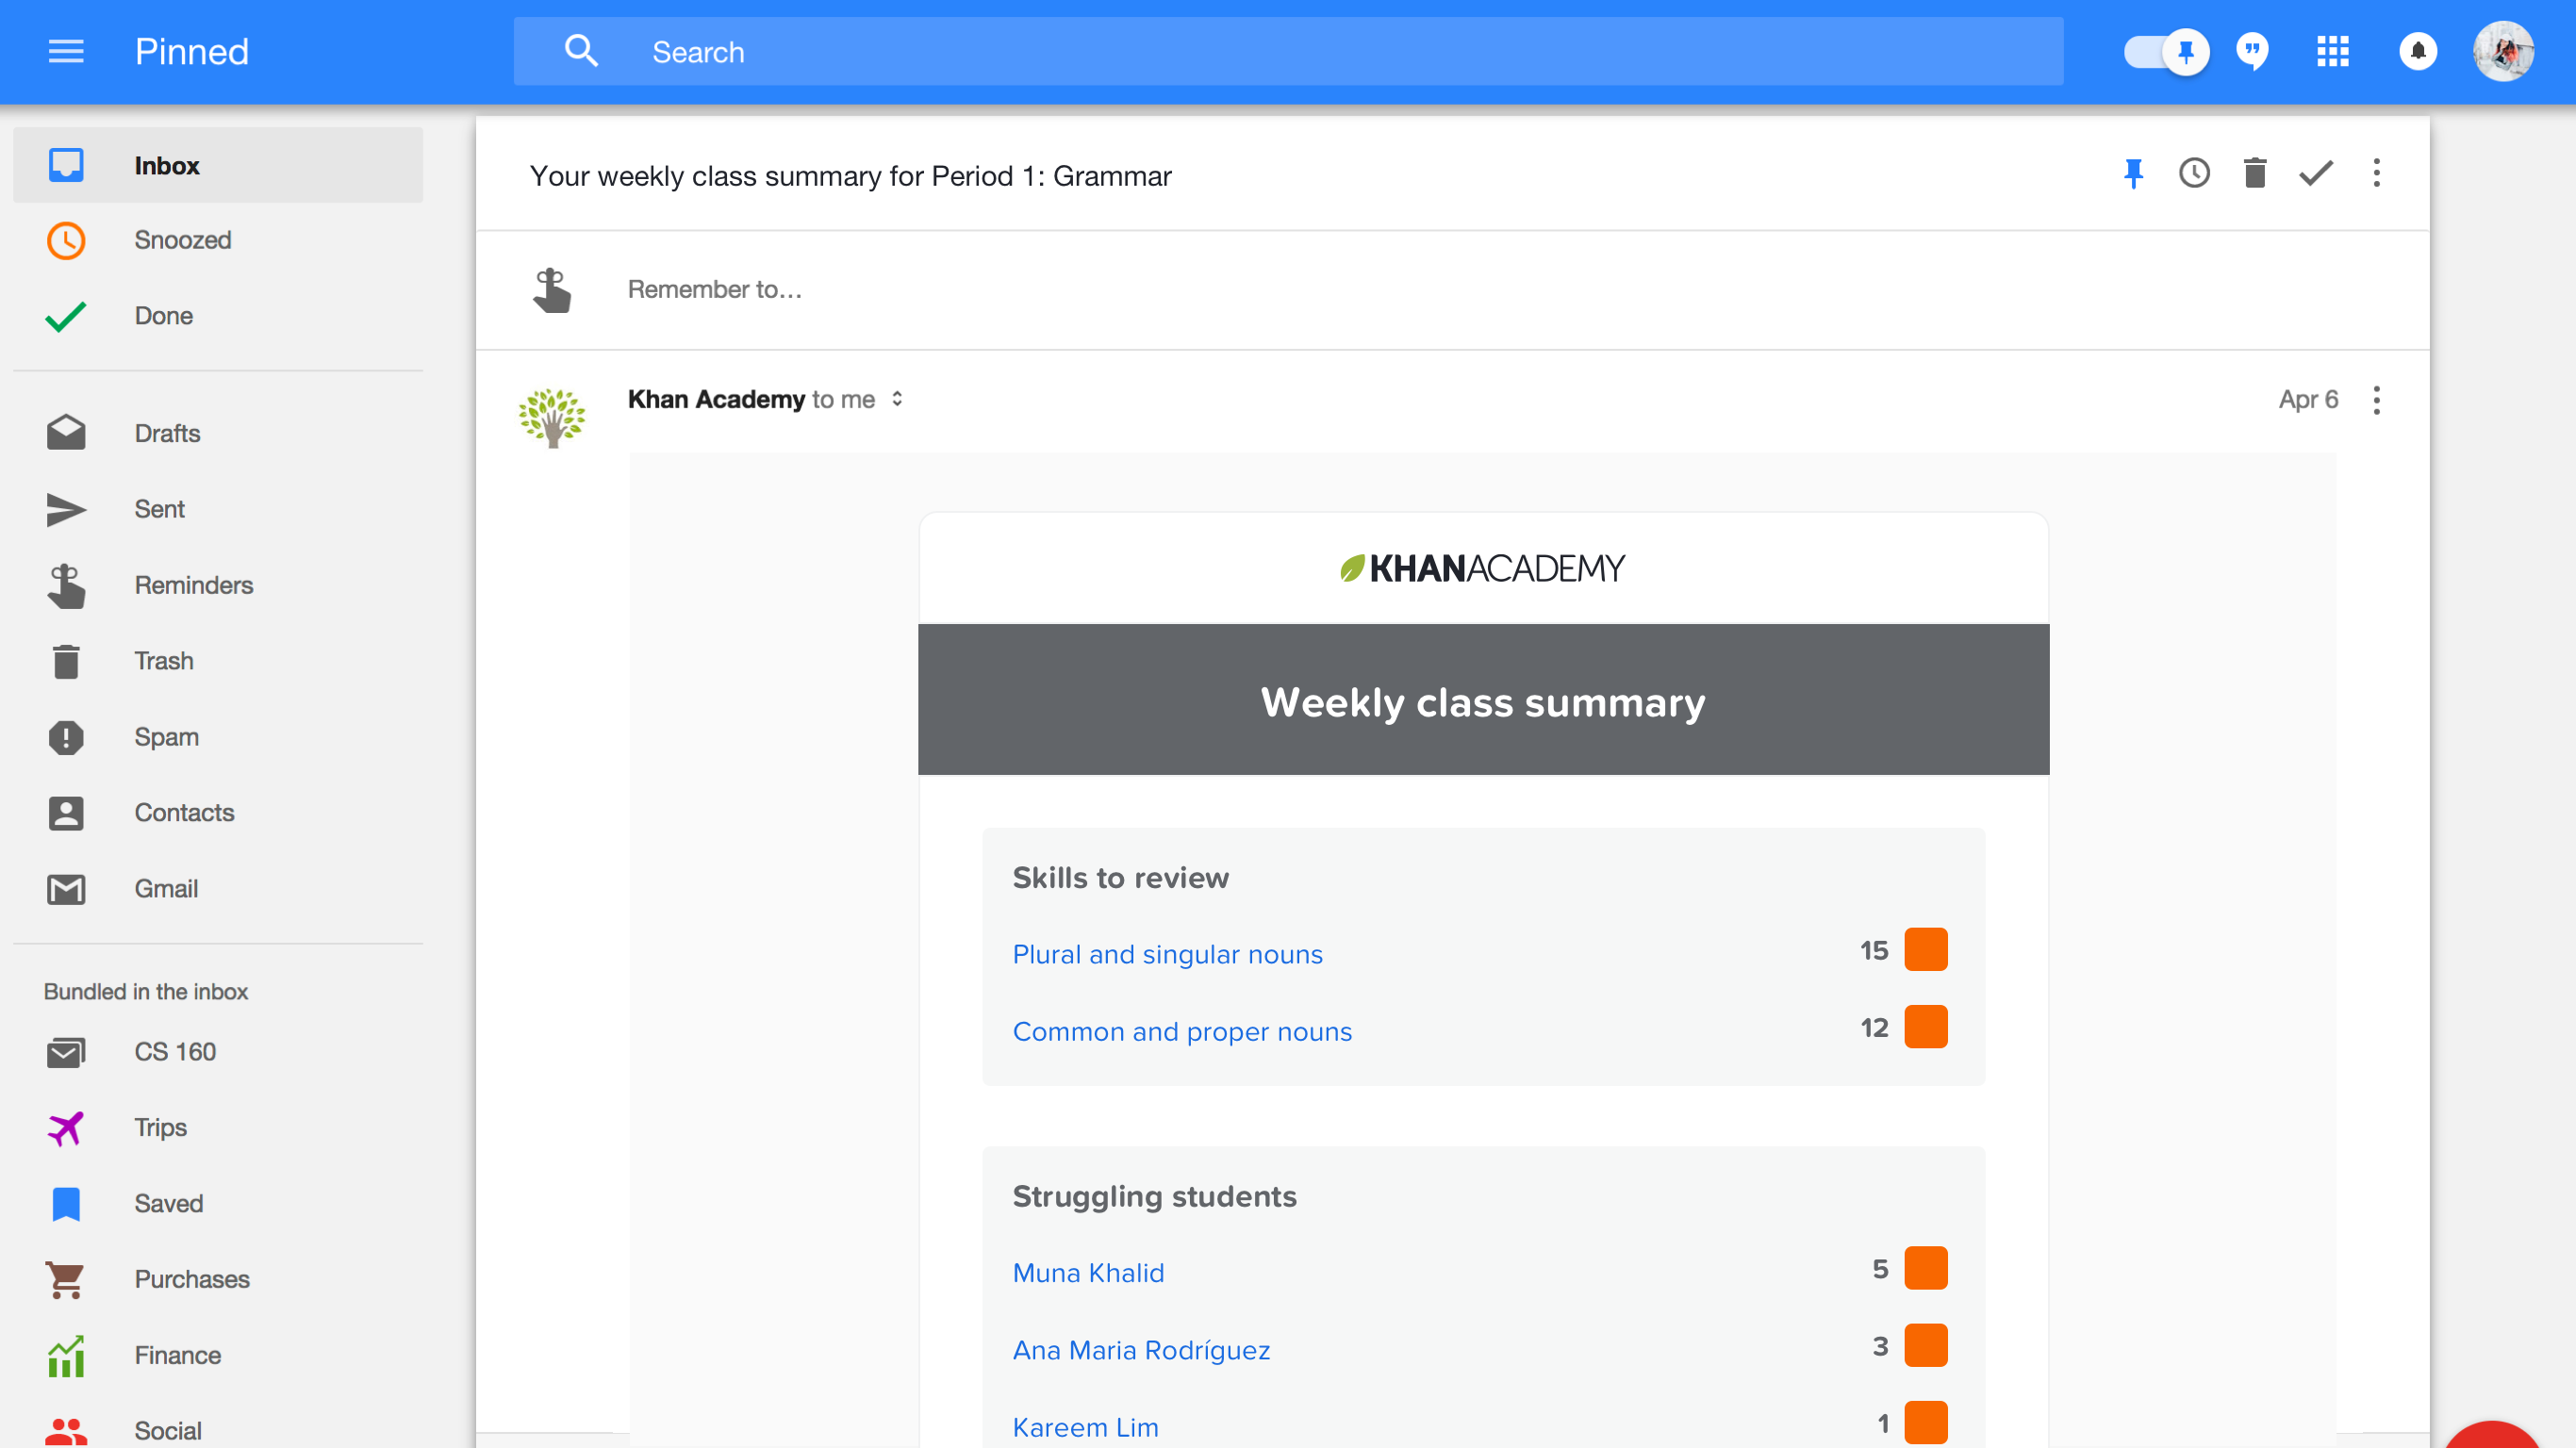 Pinned
Search
Inbox
Snoozed
Done
Drafts
Sent
Reminders
Trash
Spam
Contacts
Gmail
Bundled in the inbox
CS 160
Trips
Saved
Purchases
Finance
Social
Your weekly class summary for Period 1: Grammar
Remember to…
Khan Academy to me
Apr 6
KHANACADEMY
Weekly class summary
Skills to review
Plural and singular nouns 15
Common and proper nouns 12
Struggling students
Muna Khalid 5
Ana Maria Rodríguez 3
Kareem Lim 1